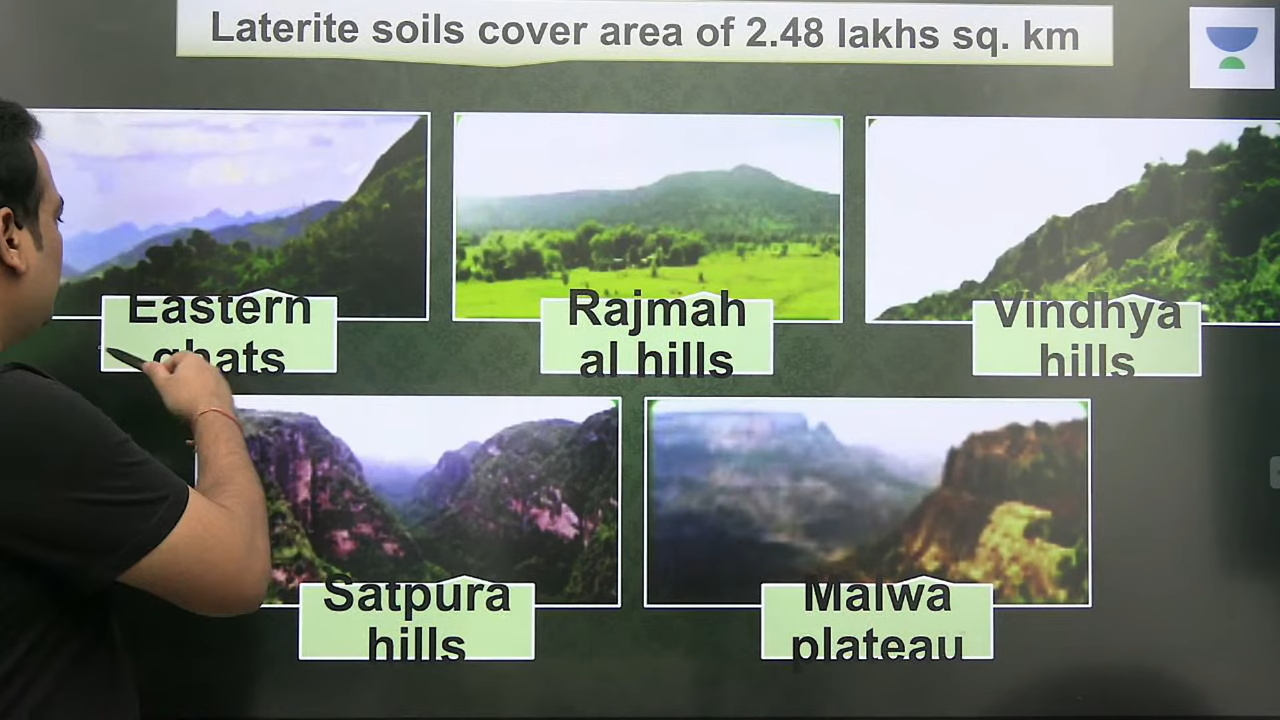 Laterite soils cover area of 2.48 lakhs sq. km
Eastern
ghats
Rajmah
al hills
Vindhya
hills
Satpura
hills
Malwa
plateau